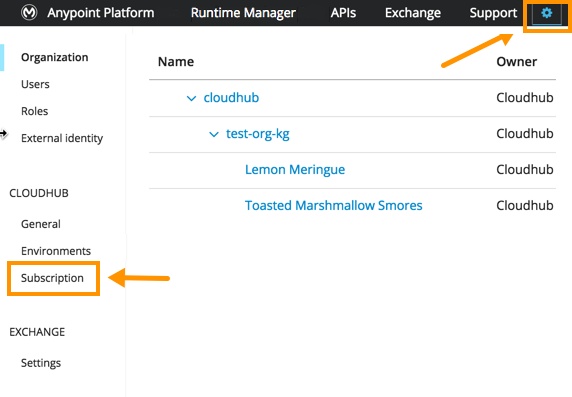 Anypoint Platform Runtime Manager APIs Exchange Support
Organization
Users
Roles
External identity
CLOUDHUB
General
Environments
Subscription
EXCHANGE
Settings
Name Owner
cloudhub Cloudhub
test-org-kg Cloudhub
Lemon Meringue Cloudhub
Toasted Marshmallow Smores Cloudhub